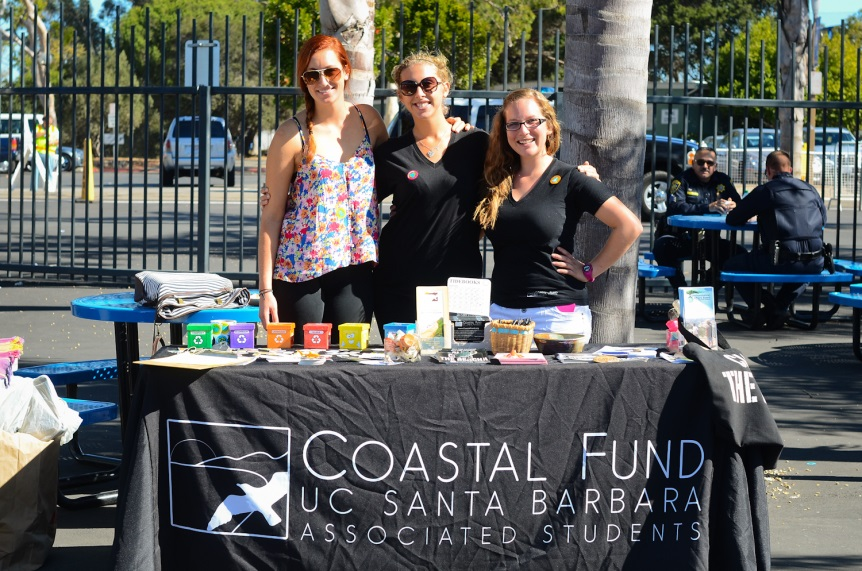 THE
COASTAL FUND
UC SANTA BARBARA
ASSOCIATED STUDENTS